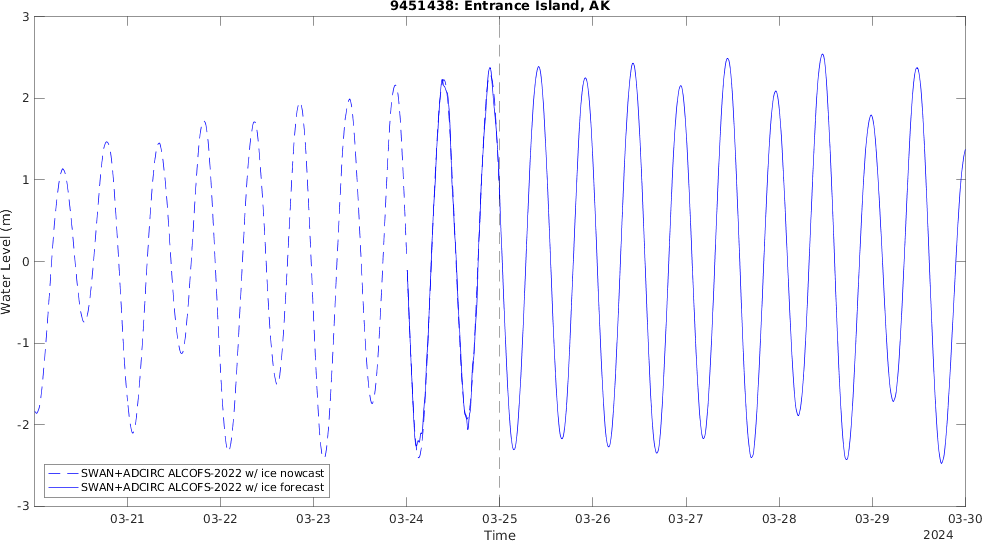 9451438: Entrance Island, AK
Water Level (m)
3
2
1
0
-1
-2
-3
SWAN+ADCIRC ALCOFS-2022 w/ ice nowcast
SWAN+ADCIRC ALCOFS-2022 w/ ice forecast
03-21 03-22 03-23 03-24 03-25 03-26 03-27 03-28 03-29 03-30
Time
2024